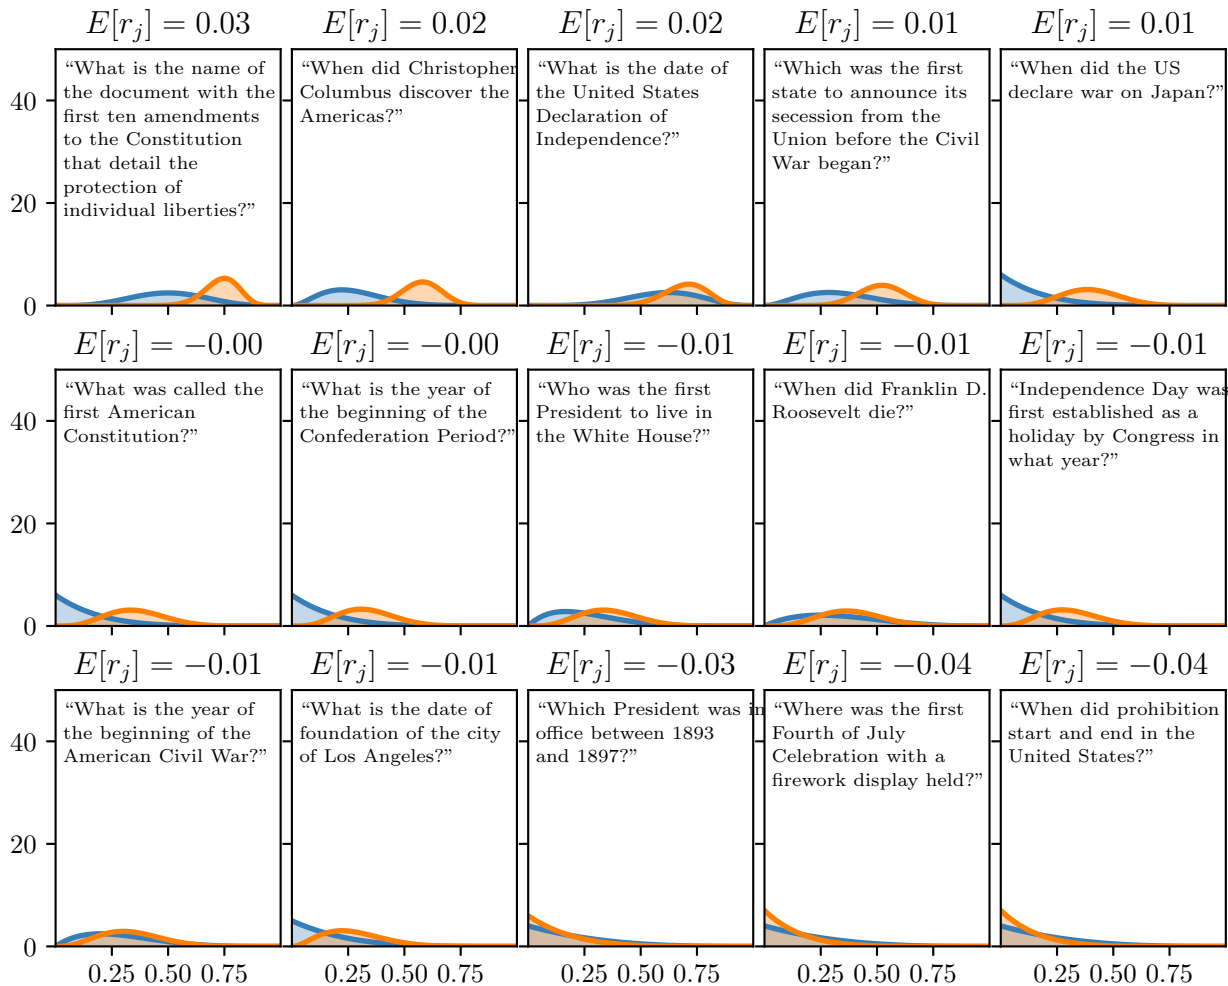 E[r_j] = 0.03
E[r_j] = 0.02
E[r_j] = 0.02
E[r_j] = 0.01
E[r_j] = 0.01
40
20
0
“What is the name of
the document with the
first ten amendments
to the Constitution
that detail the
protection of
individual liberties?”
“When did Christopher
Columbus discover the
Americas?”
“What is the date of
the United States
Declaration of
Independence?”
“Which was the first
state to announce its
secession from the
Union before the Civil
War began?”
“When did the US
declare war on Japan?”
E[r_j] = −0.00
E[r_j] = −0.00
E[r_j] = −0.01
E[r_j] = −0.01
E[r_j] = −0.01
40
20
0
“What was called the
first American
Constitution?”
“What is the year of
the beginning of the
Confederation Period?”
“Who was the first
President to live in
the White House?”
“When did Franklin D.
Roosevelt die?”
“Independence Day was
first established as a
holiday by Congress in
what year?”
E[r_j] = −0.01
E[r_j] = −0.01
E[r_j] = −0.03
E[r_j] = −0.04
E[r_j] = −0.04
40
20
0
“What is the year of
the beginning of the
American Civil War?”
“What is the date of
foundation of the city
of Los Angeles?”
“Which President was in
office between 1893
and 1897?”
“Where was the first
Fourth of July
Celebration with a
firework display held?”
“When did prohibition
start and end in the
United States?”
0.25 0.50 0.75
0.25 0.50 0.75
0.25 0.50 0.75
0.25 0.50 0.75
0.25 0.50 0.75